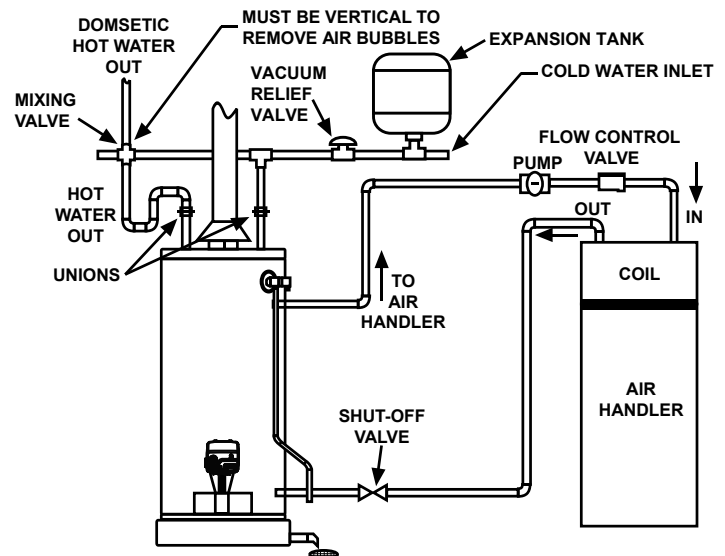 DOMSETIC
HOT WATER
OUT
MUST BE VERTICAL TO
REMOVE AIR BUBBLES
EXPANSION TANK
COLD WATER INLET
VACUUM
RELIEF
VALVE
MIXING
VALVE
FLOW CONTROL
VALVE
PUMP
HOT
WATER
OUT
OUT
IN
UNIONS
TO
AIR
HANDLER
COIL
AIR
HANDLER
SHUT-OFF
VALVE